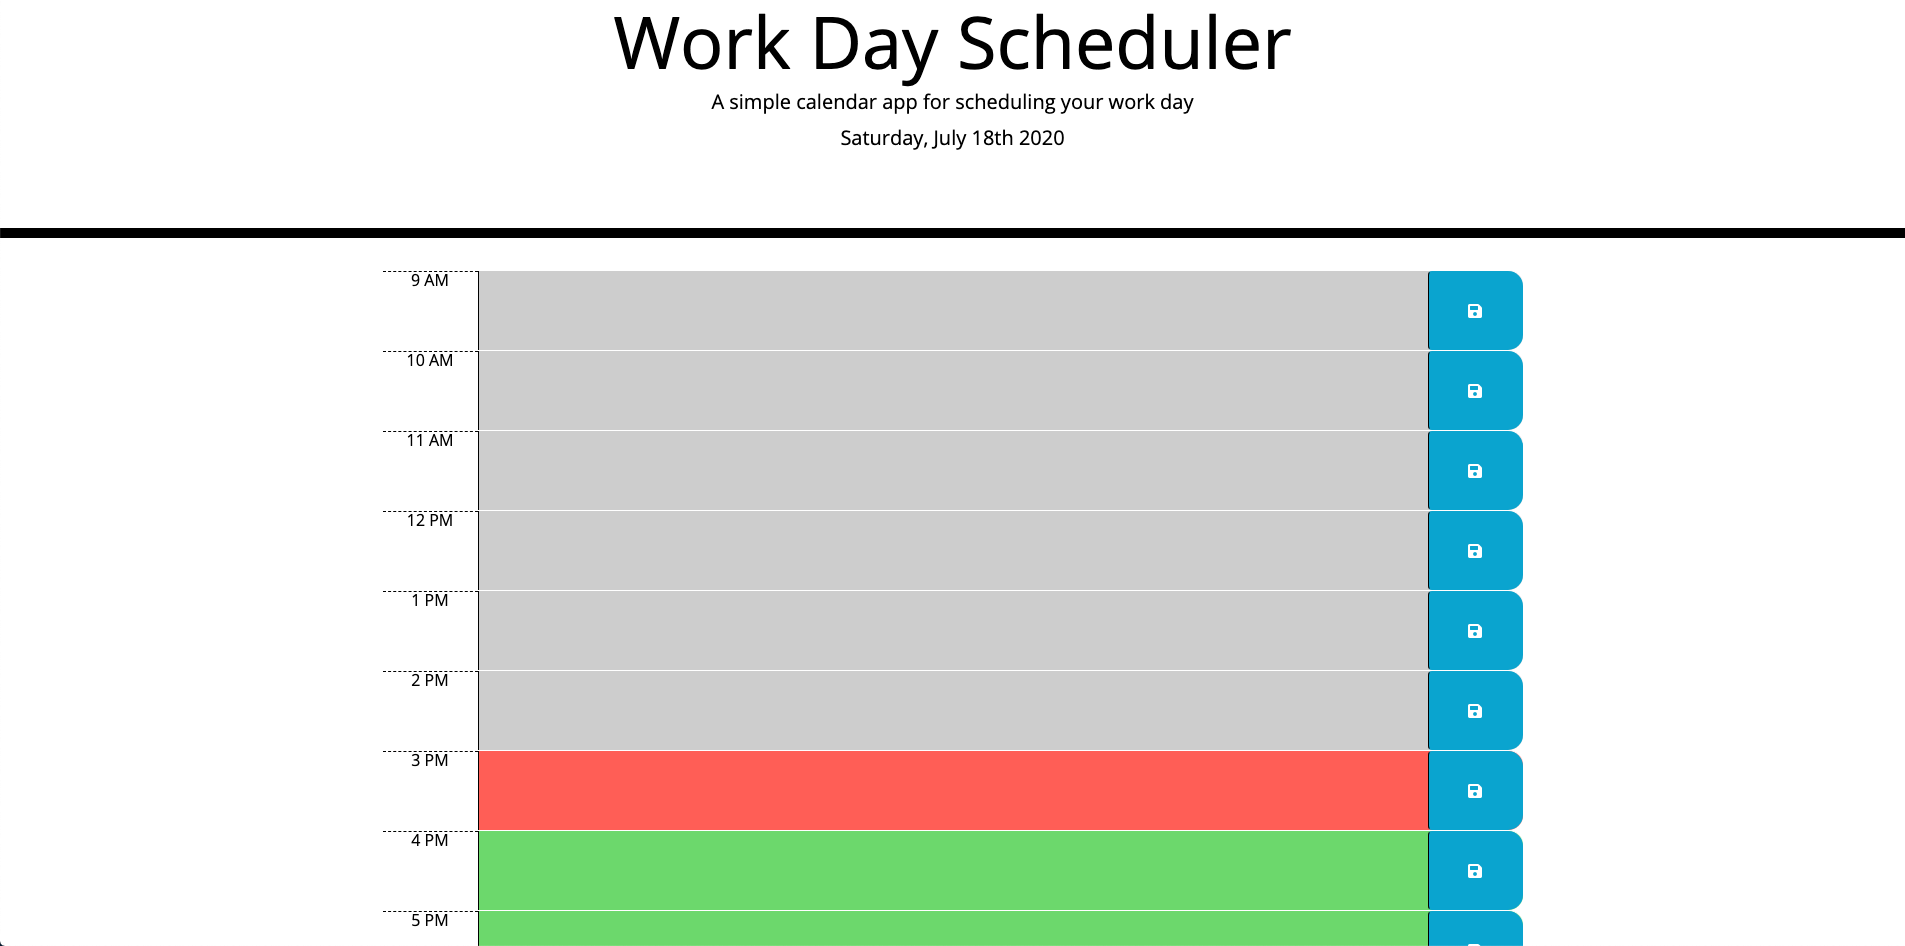 Work Day Scheduler
A simple calendar app for scheduling your work day
Saturday, July 18th 2020
9 AM
10 AM
11 AM
12 PM
1 PM
2 PM
3 PM
4 PM
5 PM